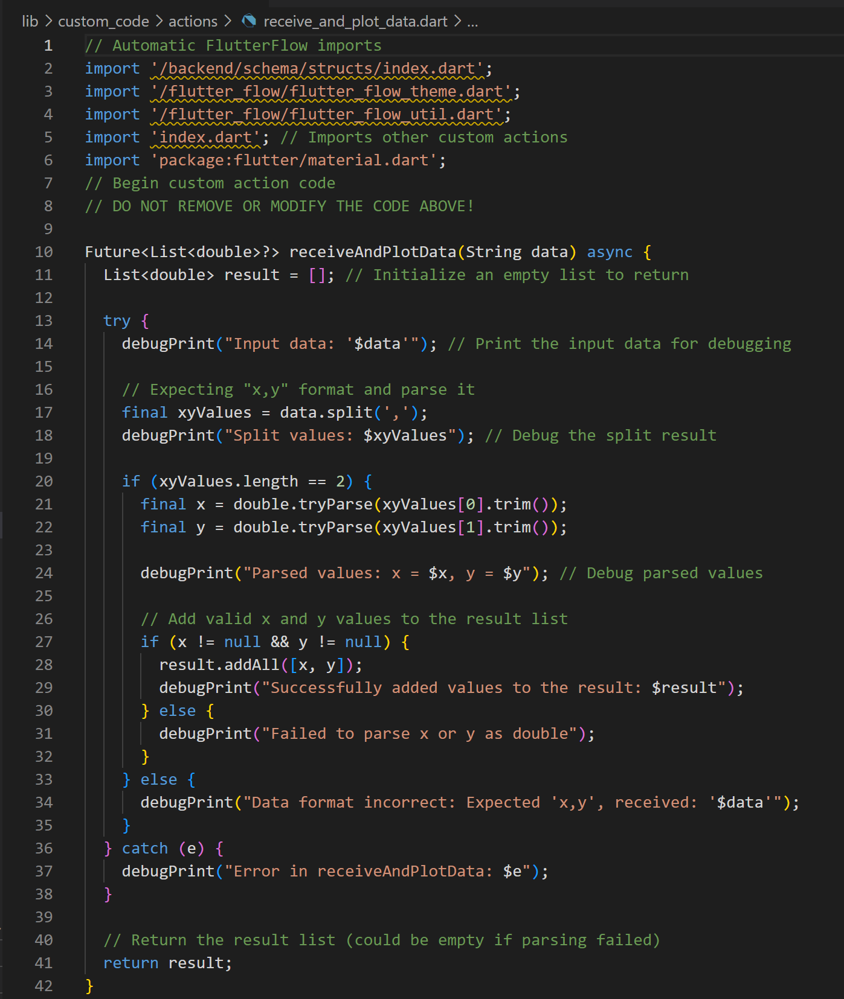 lib > custom_code > actions > receive_and_plot_data.dart > ...
1 // Automatic FlutterFlow imports
2 import '/backend/schema/structs/index.dart';
3 import '/flutter_flow/flutter_flow_theme.dart';
4 import '/flutter_flow/flutter_flow_util.dart';
5 import 'index.dart'; // Imports other custom actions
6 import 'package:flutter/material.dart';
7 // Begin custom action code
8 // DO NOT REMOVE OR MODIFY THE CODE ABOVE!
9
10 Future<List<double>?> receiveAndPlotData(String data) async {
11   List<double> result = []; // Initialize an empty list to return
12
13   try {
14     debugPrint("Input data: '$data'"); // Print the input data for debugging
15
16     // Expecting "x,y" format and parse it
17     final xyValues = data.split(',');
18     debugPrint("Split values: $xyValues"); // Debug the split result
19
20     if (xyValues.length == 2) {
21       final x = double.tryParse(xyValues[0].trim());
22       final y = double.tryParse(xyValues[1].trim());
23
24       debugPrint("Parsed values: x = $x, y = $y"); // Debug parsed values
25
26       // Add valid x and y values to the result list
27       if (x != null && y != null) {
28         result.addAll([x, y]);
29         debugPrint("Successfully added values to the result: $result");
30       } else {
31         debugPrint("Failed to parse x or y as double");
32       }
33     } else {
34       debugPrint("Data format incorrect: Expected 'x,y', received: '$data'");
35     }
36   } catch (e) {
37     debugPrint("Error in receiveAndPlotData: $e");
38   }
39
40   // Return the result list (could be empty if parsing failed)
41   return result;
42 }